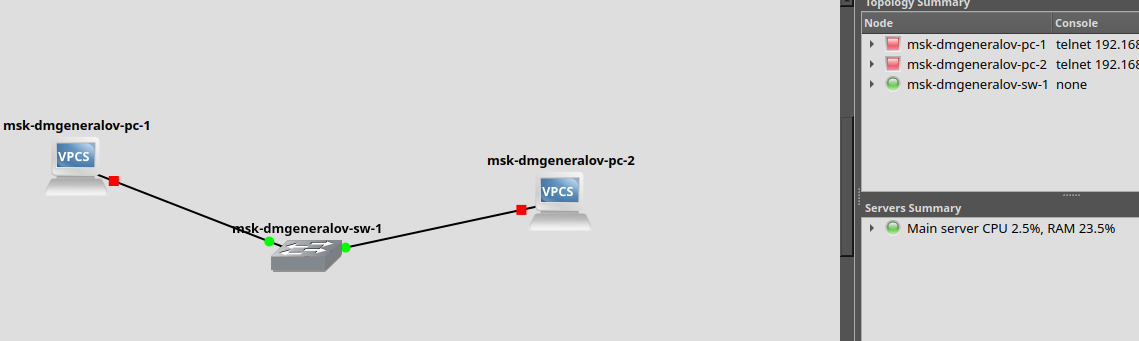 Topology Summary
Node Console
msk-dmgeneralov-pc-1 telnet 192.168
msk-dmgeneralov-pc-2 telnet 192.168
msk-dmgeneralov-sw-1 none
msk-dmgeneralov-pc-1
VPCS
msk-dmgeneralov-pc-2
VPCS
msk-dmgeneralov-sw-1
Servers Summary
Main server CPU 2.5%, RAM 23.5%